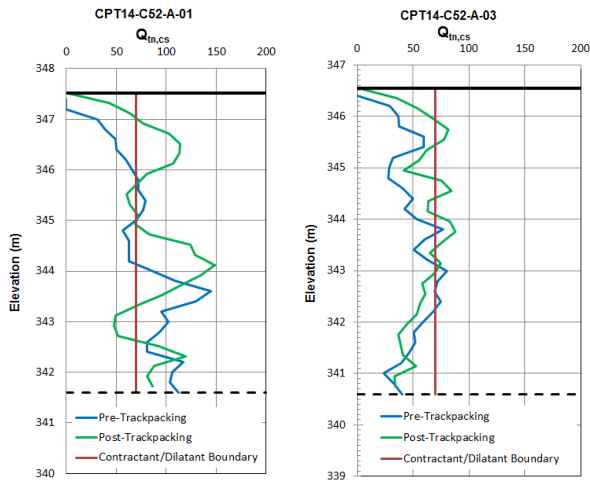 CPT14-C52-A-01
Qtn,cs
0 50 100 150 200
348
347
346
345
344
343
342
341
340
Elevation (m)
Pre-Trackpacking
Post-Trackpacking
Contractant/Dilatant Boundary
CPT14-C52-A-03
Qtn,cs
0 50 100 150 200
347
346
345
344
343
342
341
340
339
Elevation (m)
Pre-Trackpacking
Post-Trackpacking
Contractant/Dilatant Boundary